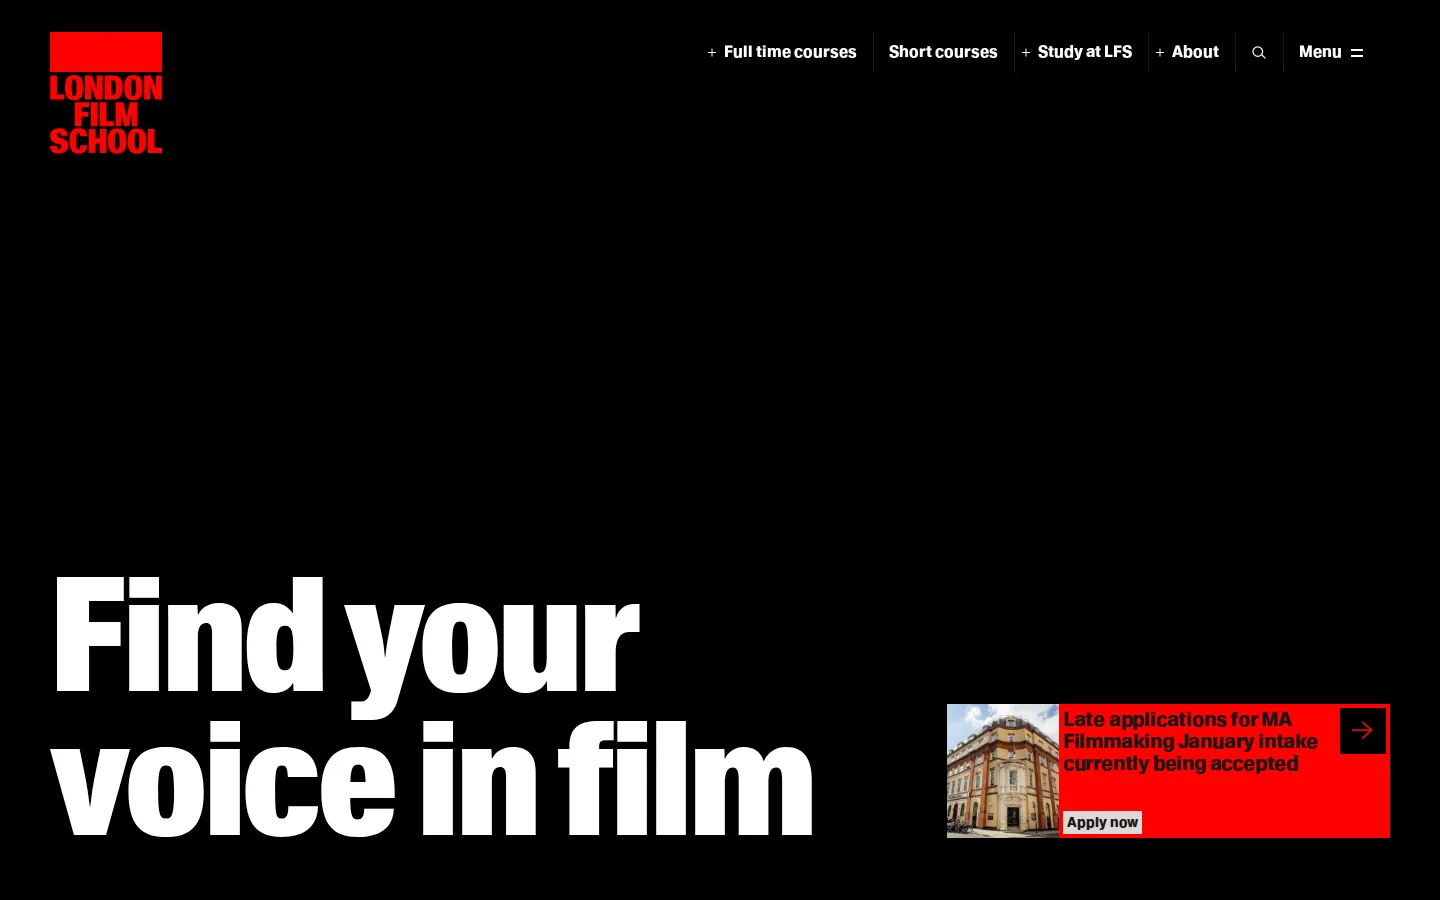 LONDON
FILM
SCHOOL
+ Full time courses
Short courses
+ Study at LFS
+ About
Menu
Find your
voice in film
Late applications for MA
Filmmaking January intake
currently being accepted
Apply now